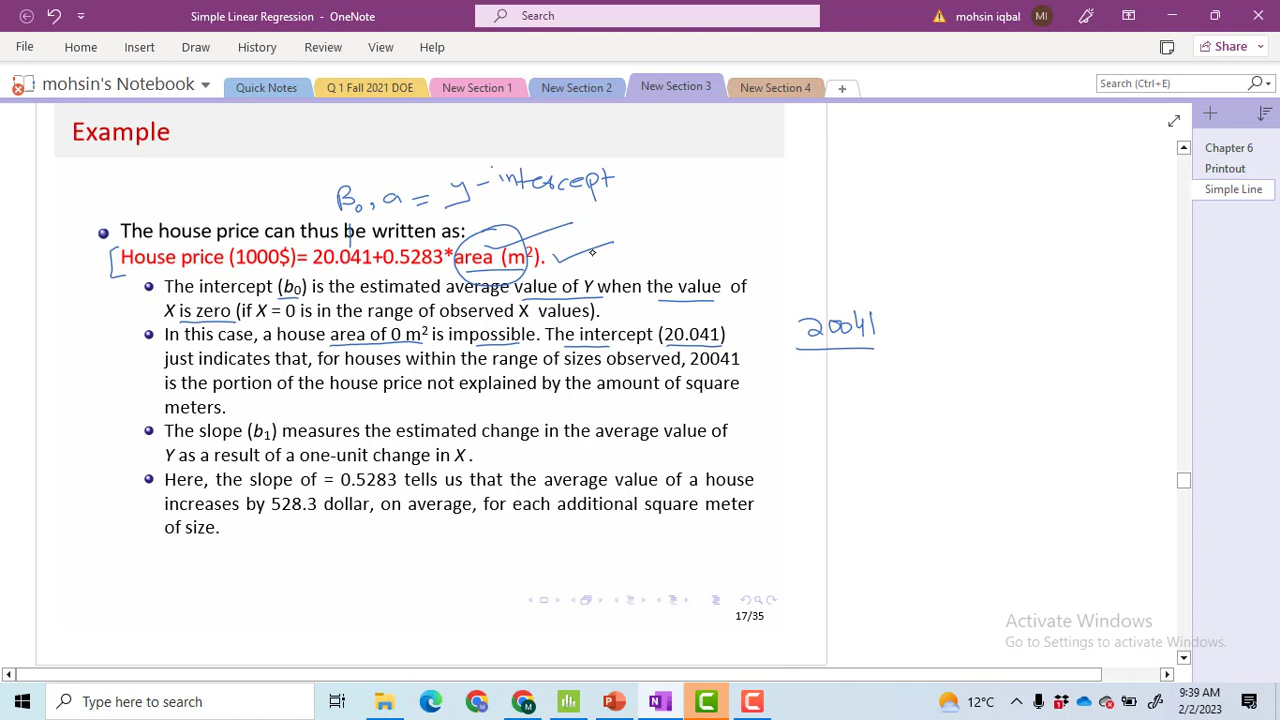 Simple Linear Regression - OneNote
Search
mohsin iqbal
MI
File
Home
Insert
Draw
History
Review
View
Help
Share
mohsin's Notebook
Quick Notes
Q 1 Fall 2021 DOE
New Section 1
New Section 2
New Section 3
New Section 4
Search (Ctrl+E)
Chapter 6
Printout
Simple Line
Example
β₀, a = y - intercept
The house price can thus be written as:
House price (1000$)= 20.041+0.5283*area (m²).
The intercept (b₀) is the estimated average value of Y when the value of
X is zero (if X = 0 is in the range of observed X values).
20041
In this case, a house area of 0 m² is impossible. The intercept (20.041)
just indicates that, for houses within the range of sizes observed, 20041
is the portion of the house price not explained by the amount of square
meters.
The slope (b₁) measures the estimated change in the average value of
Y as a result of a one-unit change in X .
Here, the slope of = 0.5283 tells us that the average value of a house
increases by 528.3 dollar, on average, for each additional square meter
of size.
17/35
Activate Windows
Go to Settings to activate Windows.
Type here to search
12°C
9:39 AM
2/2/2023